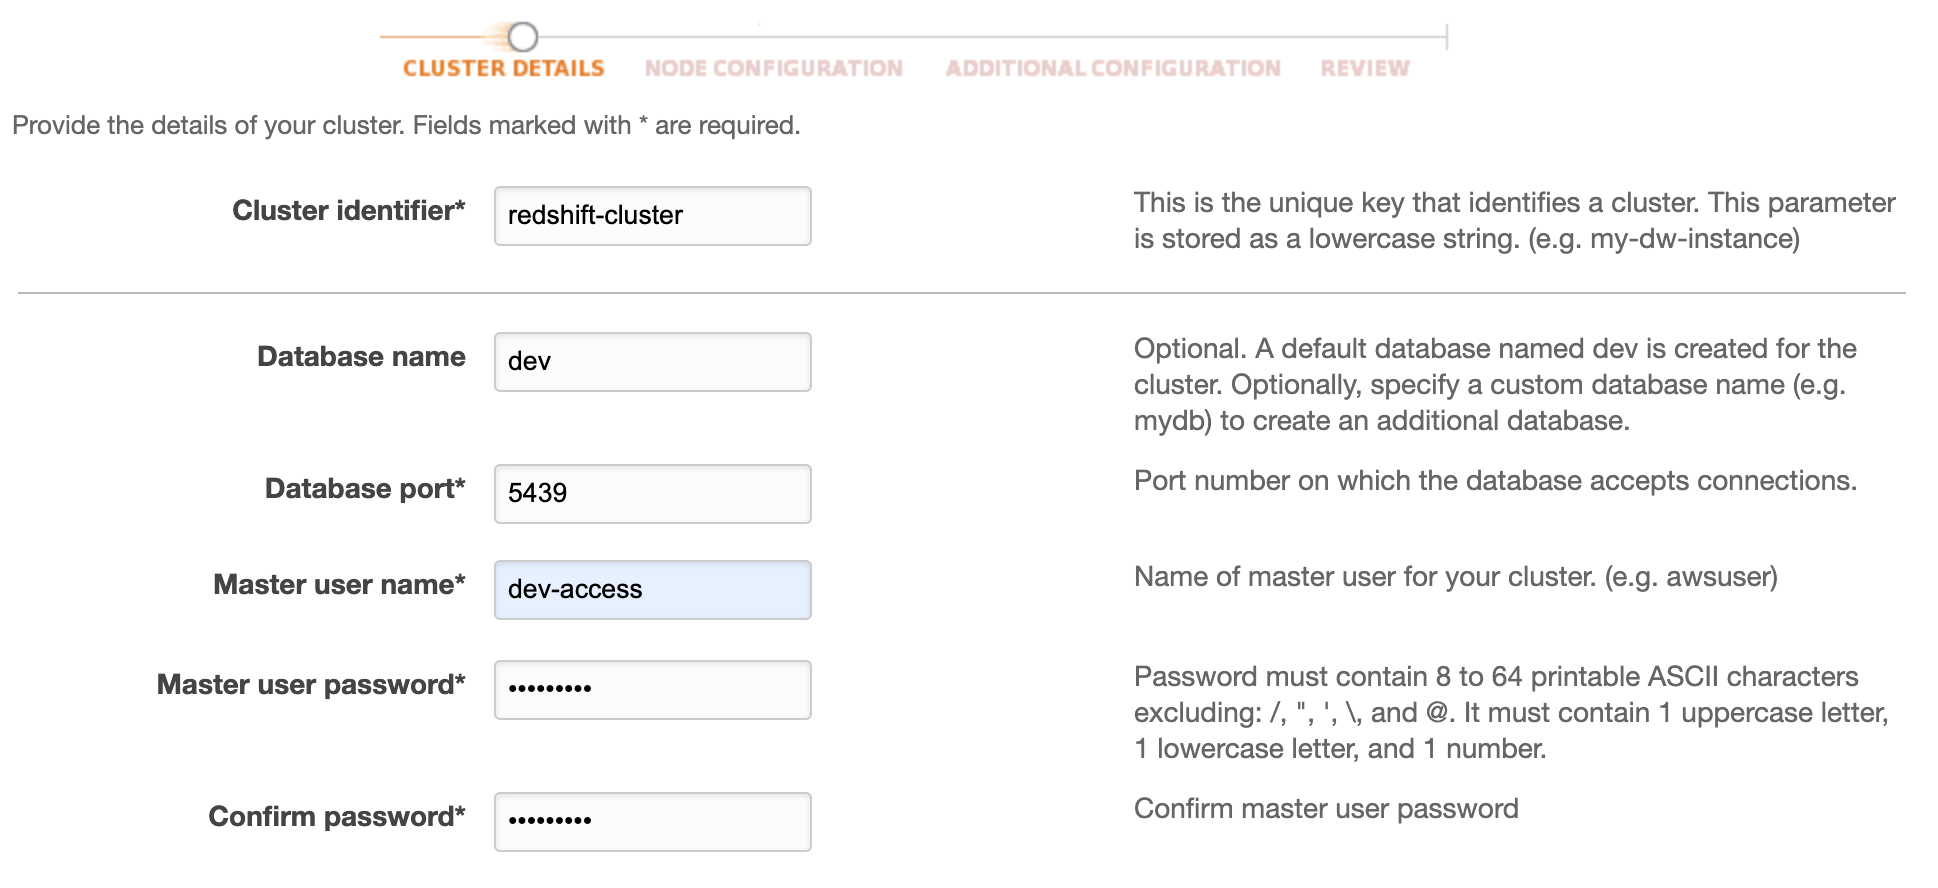 CLUSTER DETAILS NODE CONFIGURATION ADDITIONAL CONFIGURATION REVIEW
Provide the details of your cluster. Fields marked with * are required.
Cluster identifier* redshift-cluster
This is the unique key that identifies a cluster. This parameter
is stored as a lowercase string. (e.g. my-dw-instance)
Database name dev
Optional. A default database named dev is created for the
cluster. Optionally, specify a custom database name (e.g.
mydb) to create an additional database.
Database port* 5439
Port number on which the database accepts connections.
Master user name* dev-access
Name of master user for your cluster. (e.g. awsuser)
Master user password* •••••••••
Password must contain 8 to 64 printable ASCII characters
excluding: /, ", ', \, and @. It must contain 1 uppercase letter,
1 lowercase letter, and 1 number.
Confirm password* •••••••••
Confirm master user password